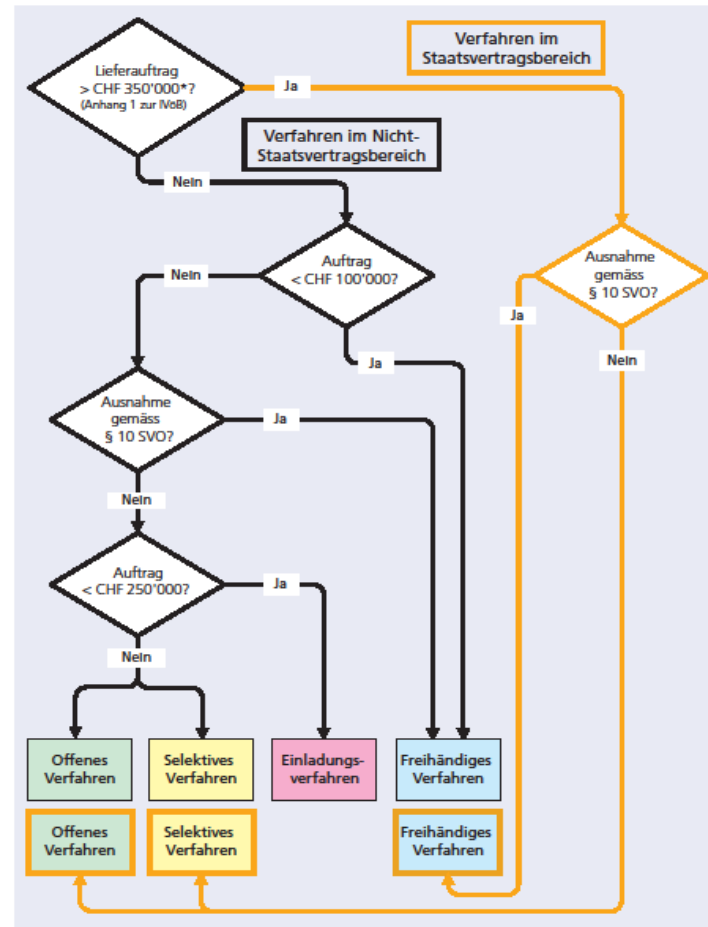 Verfahren im
Staatsvertragsbereich
Lieferauftrag
> CHF 350'000*?
(Anhang 1 zur IVöB)
Ja
Verfahren im Nicht-
Staatsvertragsbereich
Nein
Auftrag
< CHF 100'000?
Nein
Ausnahme
gemäss
§ 10 SVO?
Ja
Nein
Ja
Ausnahme
gemäss
§ 10 SVO?
Ja
Nein
Auftrag
< CHF 250'000?
Ja
Nein
Offenes
Verfahren
Selektives
Verfahren
Einladungs-
verfahren
Freihändiges
Verfahren
Offenes
Verfahren
Selektives
Verfahren
Freihändiges
Verfahren